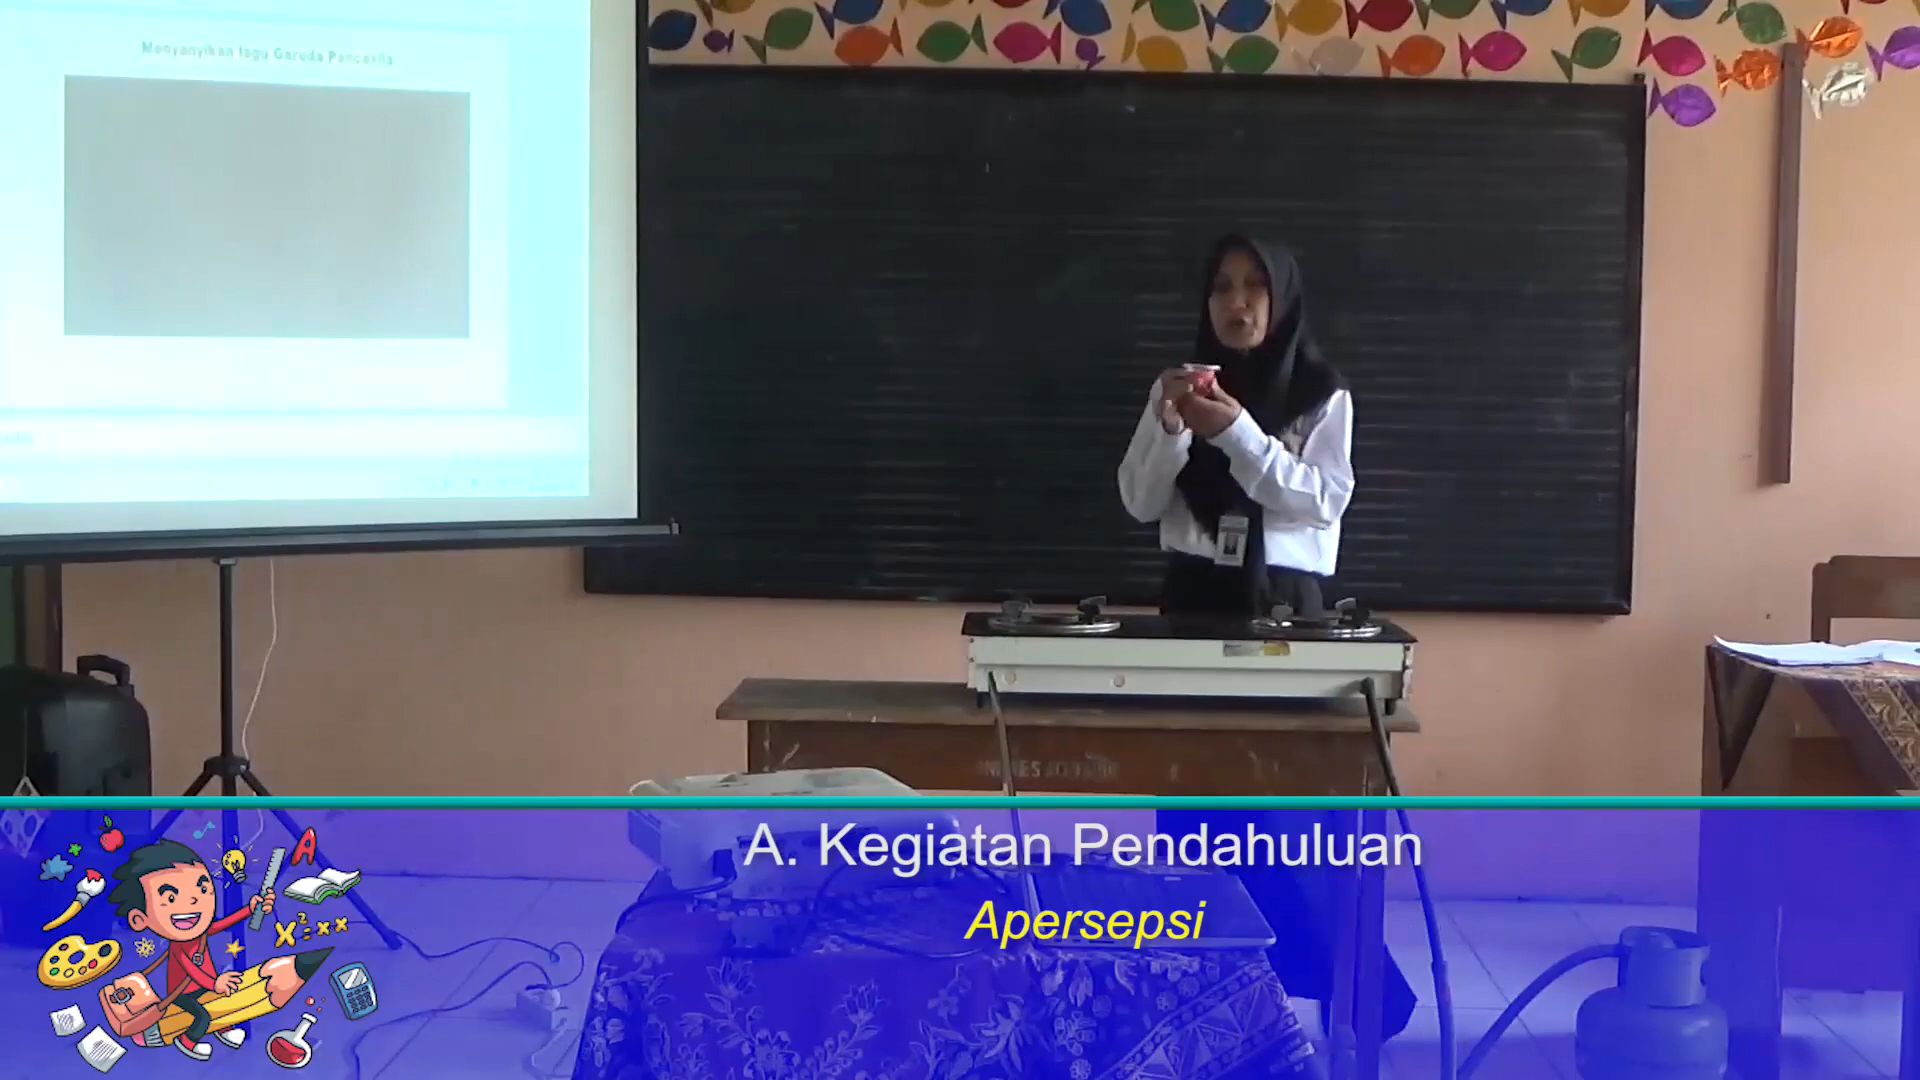 Menyanyikan lagu Garuda Pancasila
A. Kegiatan Pendahuluan
Apersepsi